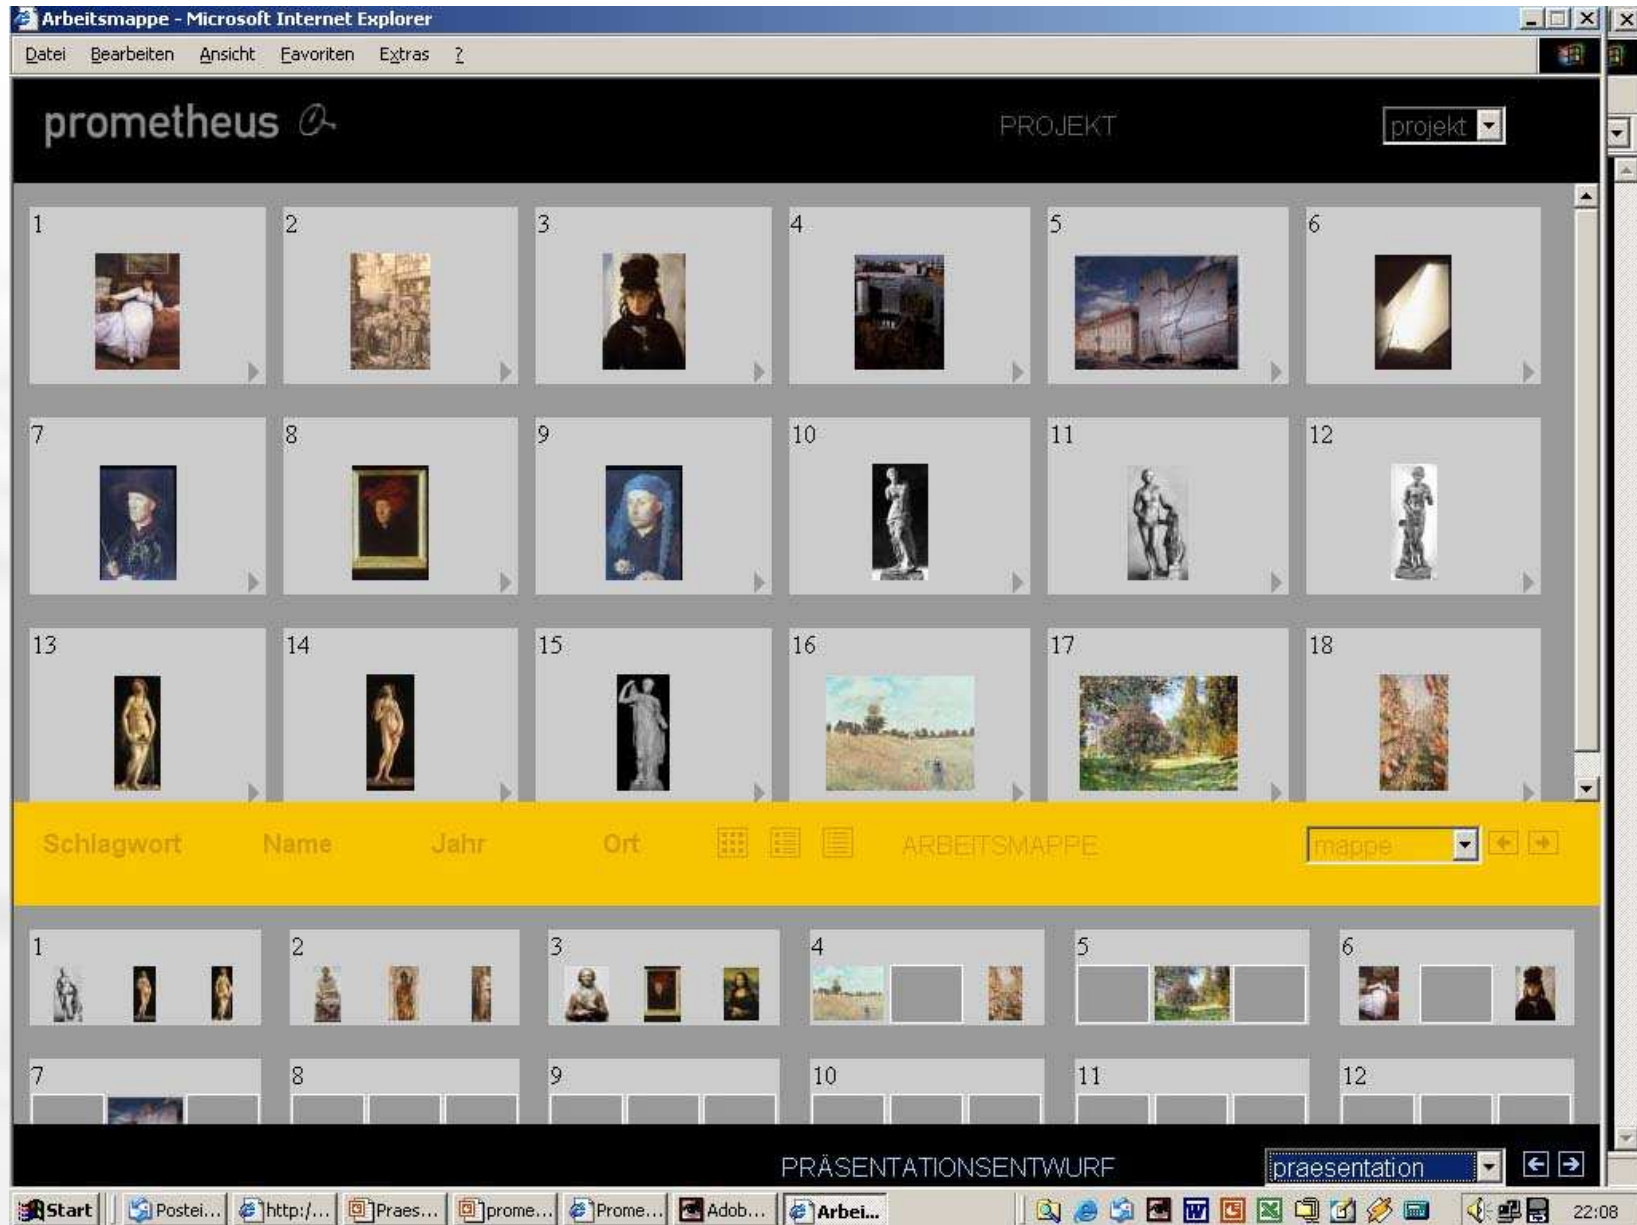 Arbeitsmappe - Microsoft Internet Explorer
Datei Bearbeiten Ansicht Favoriten Extras ?
prometheus PROJEKT projekt
1 2 3 4 5 6
7 8 9 10 11 12
13 14 15 16 17 18
Schlagwort Name Jahr Ort ARBEITSMAPPE mappe
1 2 3 4 5 6
7 8 9 10 11 12
PRÄSENTATIONSENTWURF praesentation
Start Postei... http:/... Praes... prome... Prome... Adob... Arbei... 22:08